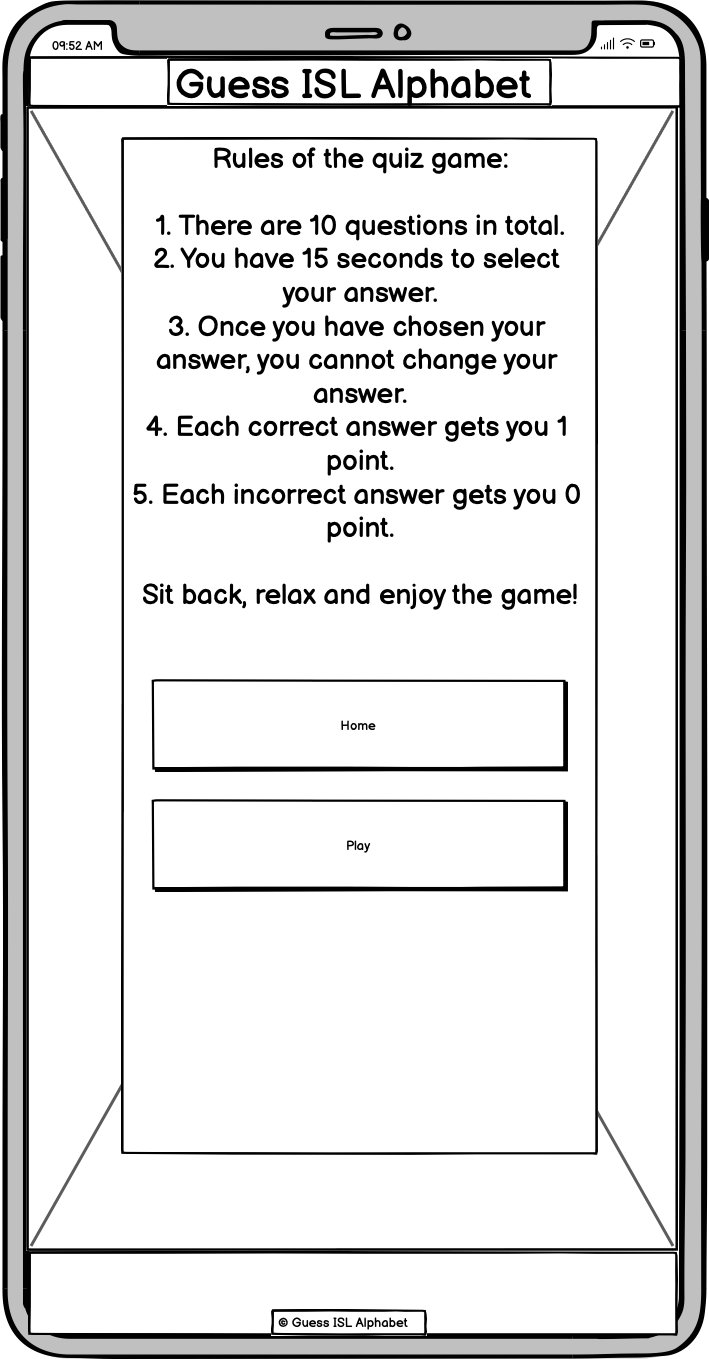 09:52 AM
Guess ISL Alphabet
Rules of the quiz game:
1. There are 10 questions in total.
2. You have 15 seconds to select
your answer.
3. Once you have chosen your
answer, you cannot change your
answer.
4. Each correct answer gets you 1
point.
5. Each incorrect answer gets you 0
point.
Sit back, relax and enjoy the game!
Home
Play
© Guess ISL Alphabet